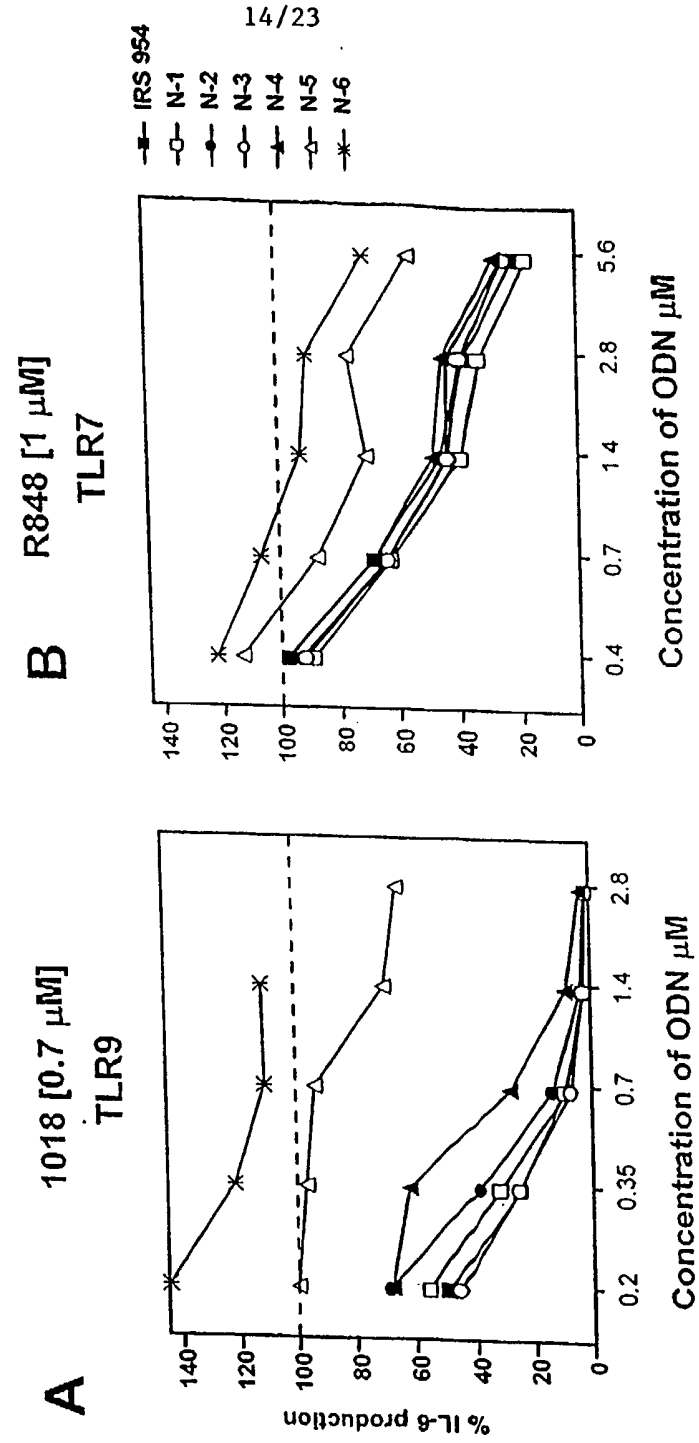 14/23
A
1018 [0.7 μM]
TLR9
% IL-6 production
140
120
100
80
60
40
20
0
0.2
0.35
0.7
1.4
2.8
Concentration of ODN μM
B
R848 [1 μM]
TLR7
140
120
100
80
60
40
20
0
0.4
0.7
1 4
2.8
5.6
Concentration of ODN μM
IRS 954
N-1
N-2
N-3
N-4
N-5
N-6